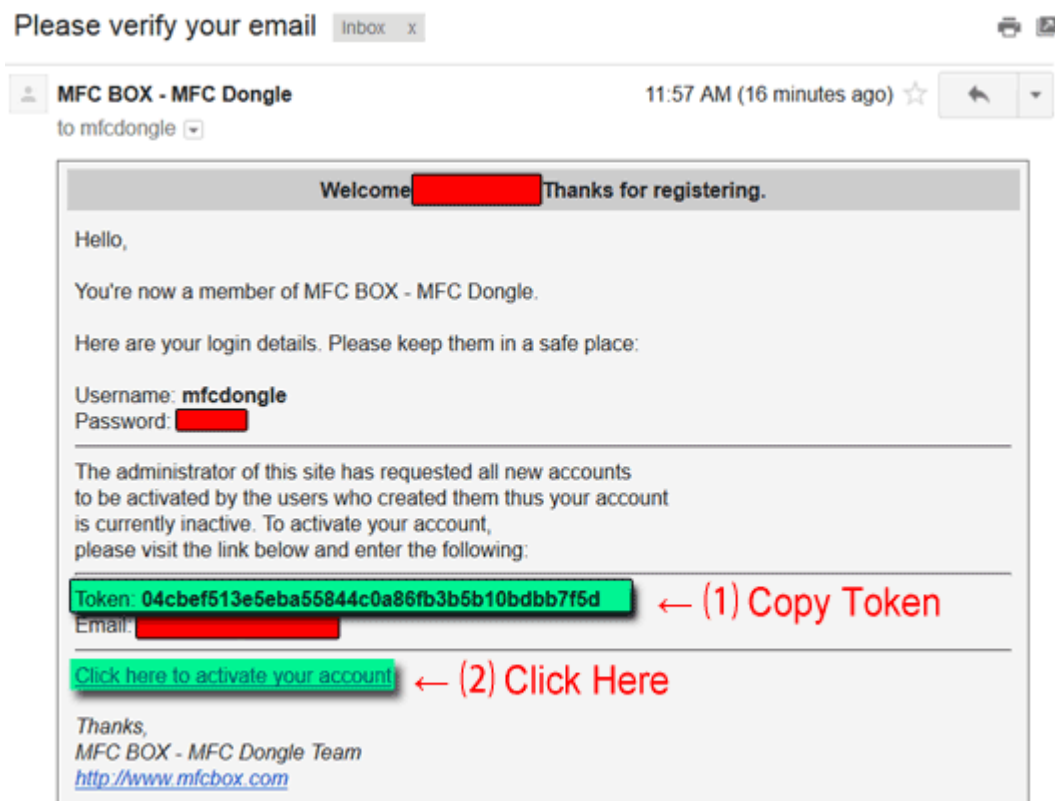 Please verify your email Inbox x
MFC BOX - MFC Dongle 11:57 AM (16 minutes ago)
to mfcdongle
Welcome Thanks for registering.
Hello,
You're now a member of MFC BOX - MFC Dongle.
Here are your login details. Please keep them in a safe place:
Username: mfcdongle
Password:
The administrator of this site has requested all new accounts
to be activated by the users who created them thus your account
is currently inactive. To activate your account,
please visit the link below and enter the following:
Token: 04cbef513e5eba55844c0a86fb3b5b10bdbb7f5d ← (1) Copy Token
Email:
Click here to activate your account ← (2) Click Here
Thanks,
MFC BOX - MFC Dongle Team
http://www.mfcbox.com